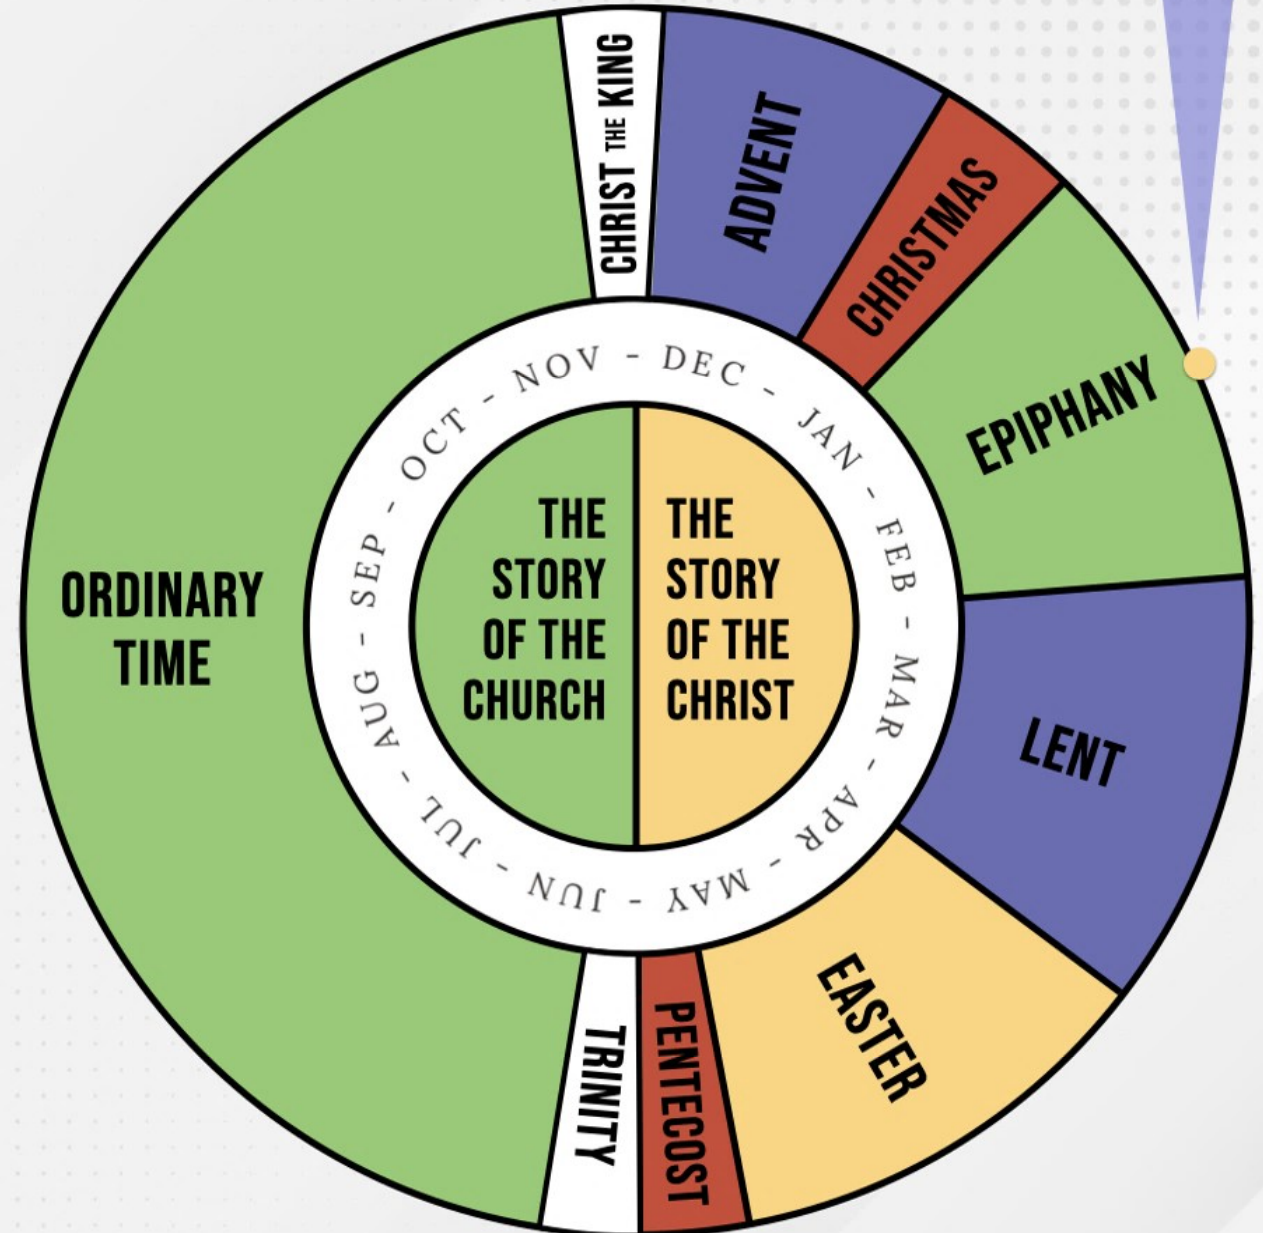 CHRIST THE KING
ADVENT
CHRISTMAS
EPIPHANY
LENT
EASTER
PENTECOST
TRINITY
ORDINARY
TIME
NOV - DEC - JAN - FEB - MAR - APR - MAY - JUN - JUL - AUG - SEP - OCT -
THE
STORY
OF THE
CHURCH
THE
STORY
OF THE
CHRIST